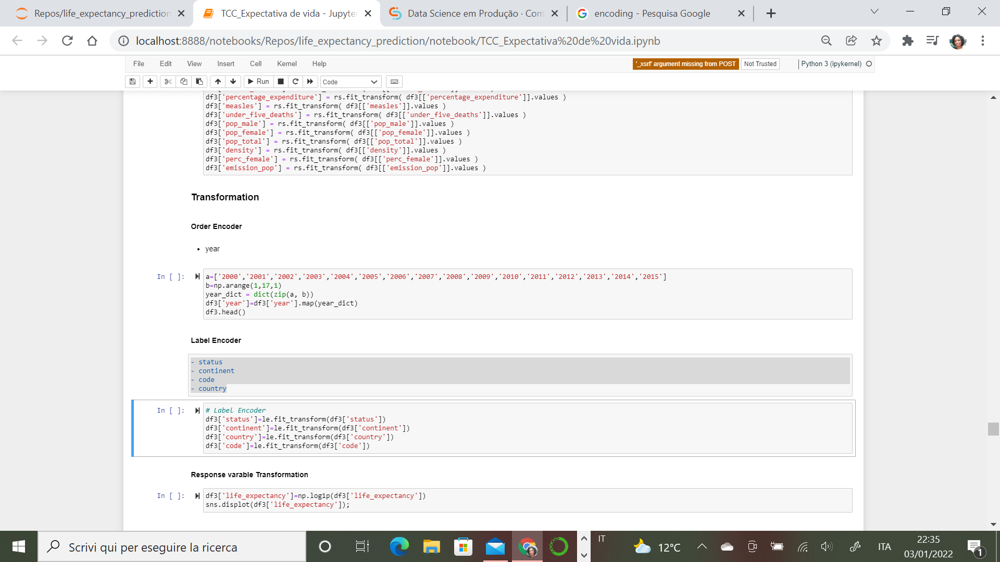 Repos/life_expectancy_prediction
TCC_Expectativa de vida - Jupyte
Data Science em Produção · Com
encoding - Pesquisa Google
localhost:8888/notebooks/Repos/life_expectancy_prediction/notebook/TCC_Expectativa%20de%20vida.ipynb
File Edit View Insert Cell Kernel Help
'_xsrf' argument missing from POST
Not Trusted
Python 3 (ipykernel)
Run
Code
df3['percentage_expenditure'] = rs.fit_transform( df3[['percentage_expenditure']].values )
df3['measles'] = rs.fit_transform( df3[['measles']].values )
df3['under_five_deaths'] = rs.fit_transform( df3[['under_five_deaths']].values )
df3['pop_male'] = rs.fit_transform( df3[['pop_male']].values )
df3['pop_female'] = rs.fit_transform( df3[['pop_female']].values )
df3['pop_total'] = rs.fit_transform( df3[['pop_total']].values )
df3['density'] = rs.fit_transform( df3[['density']].values )
df3['perc_female'] = rs.fit_transform( df3[['perc_female']].values )
df3['emission_pop'] = rs.fit_transform( df3[['emission_pop']].values )
Transformation
Order Encoder
• year
In [ ]:
a=['2000','2001','2002','2003','2004','2005','2006','2007','2008','2009','2010','2011','2012','2013','2014','2015']
b=np.arange(1,17,1)
year_dict = dict(zip(a, b))
df3['year']=df3['year'].map(year_dict)
df3.head()
Label Encoder
- status
- continent
- code
- country
In [ ]:
# Label Encoder
df3['status']=le.fit_transform(df3['status'])
df3['continent']=le.fit_transform(df3['continent'])
df3['country']=le.fit_transform(df3['country'])
df3['code']=le.fit_transform(df3['code'])
Response varable Transformation
In [ ]:
df3['life_expectancy']=np.log1p(df3['life_expectancy'])
sns.displot(df3['life_expectancy']);
Scrivi qui per eseguire la ricerca
IT
12°C
ITA
22:35
03/01/2022
1